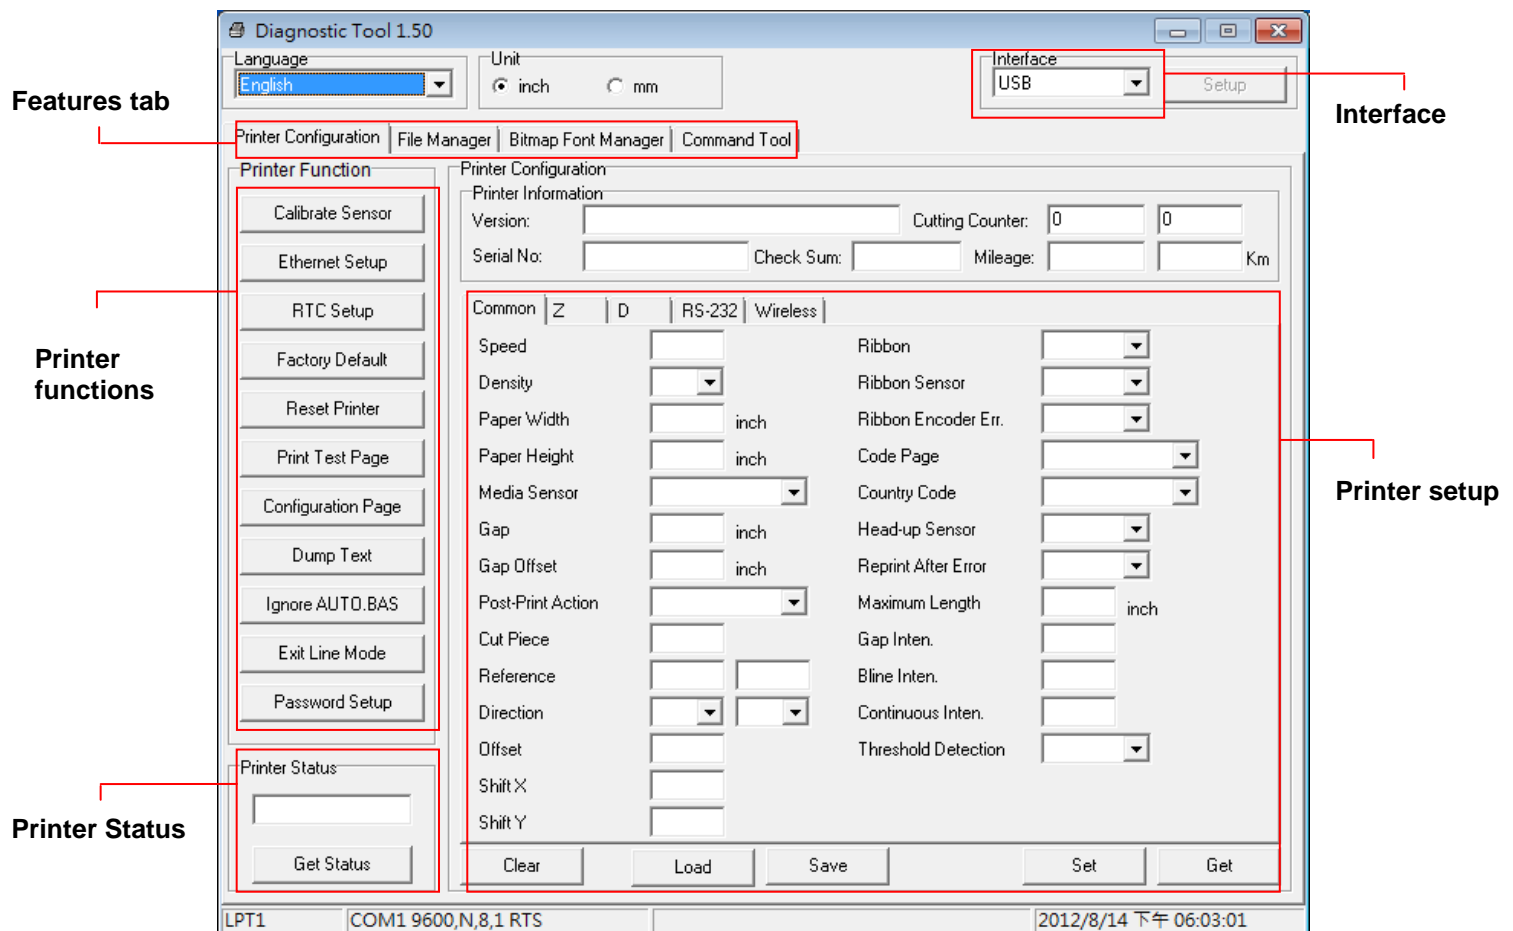 Diagnostic Tool 1.50
Language
Unit
Interface
English
inch
mm
USB
Setup
Features tab
Interface
Printer Configuration
File Manager
Bitmap Font Manager
Command Tool
Printer Function
Printer Configuration
Printer Information
Calibrate Sensor
Version:
Cutting Counter:
0
0
Ethernet Setup
Serial No:
Check Sum:
Mileage:
Km
RTC Setup
Common
Z
D
RS-232
Wireless
Printer functions
Factory Default
Reset Printer
Print Test Page
Configuration Page
Dump Text
Ignore AUTO.BAS
Exit Line Mode
Password Setup
Speed
Density
Paper Width
inch
Paper Height
inch
Media Sensor
Gap
inch
Gap Offset
inch
Post-Print Action
Cut Piece
Reference
Direction
Offset
Shift X
Shift Y
Ribbon
Ribbon Sensor
Ribbon Encoder Err.
Code Page
Country Code
Head-up Sensor
Reprint After Error
Maximum Length
inch
Gap Inten.
Bline Inten.
Continuous Inten.
Threshold Detection
Printer setup
Printer Status
Printer Status
Get Status
Clear
Load
Save
Set
Get
LPT1
COM1 9600,N,8,1 RTS
2012/8/14 下午 06:03:01